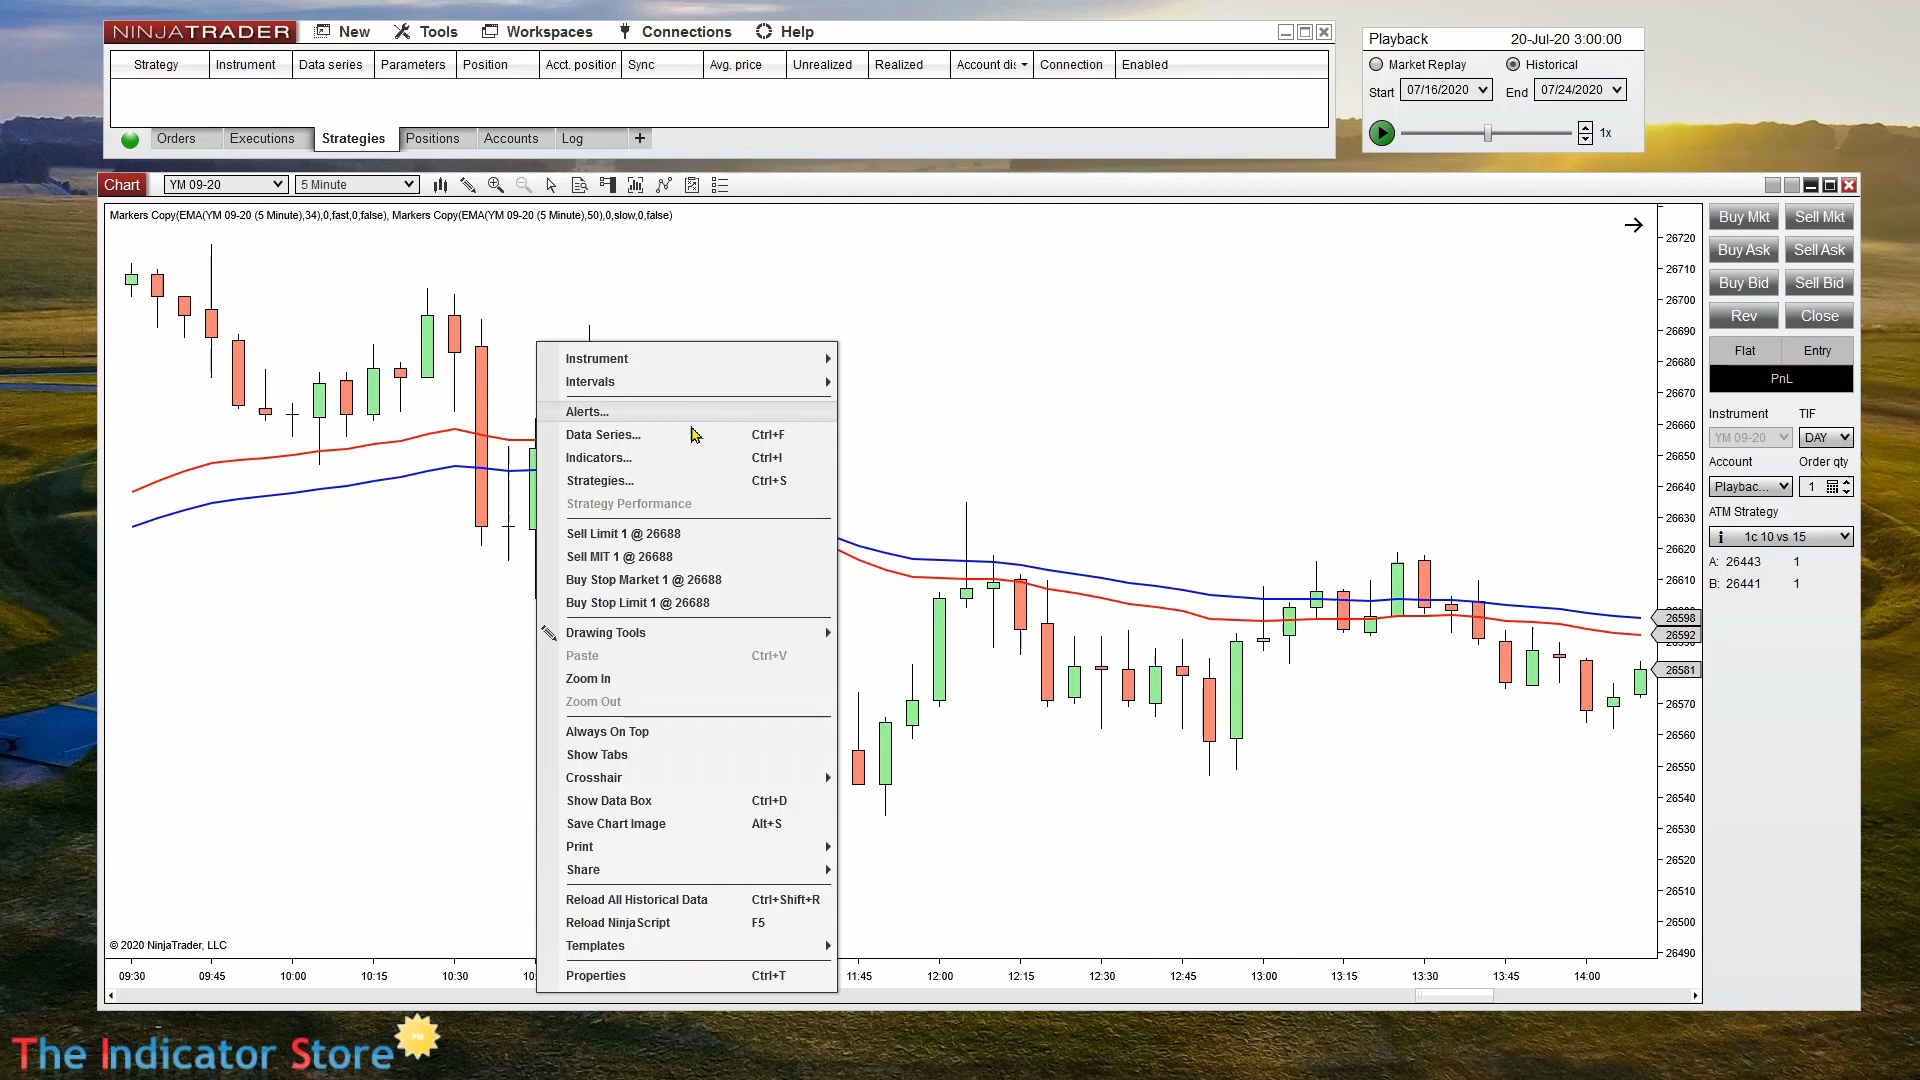 NINJATRADER New Tools Workspaces Connections Help
Strategy Instrument Data series Parameters Position Acct. position Sync Avg. price Unrealized Realized Account dis Connection Enabled
Orders Executions Strategies Positions Accounts Log +
Playback 20-Jul-20 3:00:00
Market Replay Historical
Start 07/16/2020 End 07/24/2020
1x
Chart YM 09-20 5 Minute
Markers Copy(EMA(YM 09-20 (5 Minute),34),0,fast,0,false), Markers Copy(EMA(YM 09-20 (5 Minute),50),0,slow,0,false)
Instrument
Intervals
Alerts...
Data Series... Ctrl+F
Indicators... Ctrl+I
Strategies... Ctrl+S
Strategy Performance
Sell Limit 1 @ 26688
Sell MIT 1 @ 26688
Buy Stop Market 1 @ 26688
Buy Stop Limit 1 @ 26688
Drawing Tools
Paste Ctrl+V
Zoom In
Zoom Out
Always On Top
Show Tabs
Crosshair
Show Data Box Ctrl+D
Save Chart Image Alt+S
Print
Share
Reload All Historical Data Ctrl+Shift+R
Reload NinjaScript F5
Templates
Properties Ctrl+T
26720
26710
26700
26690
26680
26670
26660
26650
26640
26630
26620
26610
26598
26592
26581
26570
26560
26550
26540
26530
26520
26510
26500
26490
© 2020 NinjaTrader, LLC
09:30 09:45 10:00 10:15 10:30 11:45 12:00 12:15 12:30 12:45 13:00 13:15 13:30 13:45 14:00
Buy Mkt Sell Mkt
Buy Ask Sell Ask
Buy Bid Sell Bid
Rev Close
Flat Entry
PnL
Instrument TIF
YM 09-20 DAY
Account Order qty
Playbac... 1
ATM Strategy
i 1c 10 vs 15
A: 26443 1
B: 26441 1
The Indicator Store